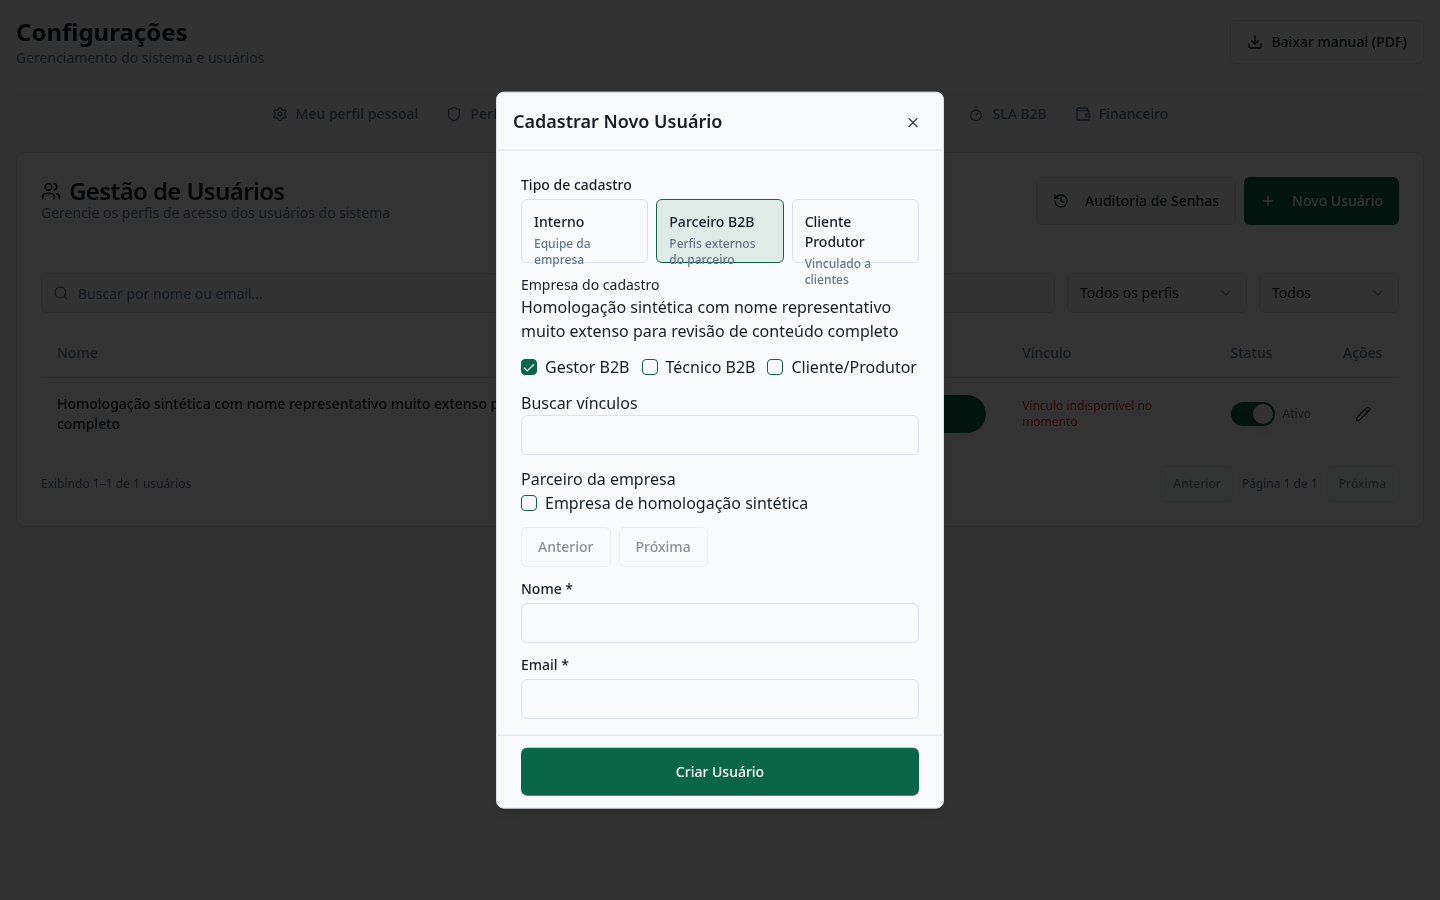 Configurações
Gerenciamento do sistema e usuários
Baixar manual (PDF)
Meu perfil pessoal
SLA B2B
Financeiro
Gestão de Usuários
Gerencie os perfis de acesso dos usuários do sistema
Auditoria de Senhas
Novo Usuário
Buscar por nome ou email...
Todos os perfis
Todos
Nome
Vínculo
Status
Ações
Homologação sintética com nome representativo muito extenso
completo
Vínculo indisponível no
momento
Ativo
Exibindo 1–1 de 1 usuários
Anterior
Página 1 de 1
Próxima
Cadastrar Novo Usuário
Tipo de cadastro
Interno
Equipe da
empresa
Parceiro B2B
Perfis externos
do parceiro
Cliente
Produtor
Vinculado a
clientes
Empresa do cadastro
Homologação sintética com nome representativo
muito extenso para revisão de conteúdo completo
Gestor B2B
Técnico B2B
Cliente/Produtor
Buscar vínculos
Parceiro da empresa
Empresa de homologação sintética
Anterior
Próxima
Nome *
Email *
Criar Usuário